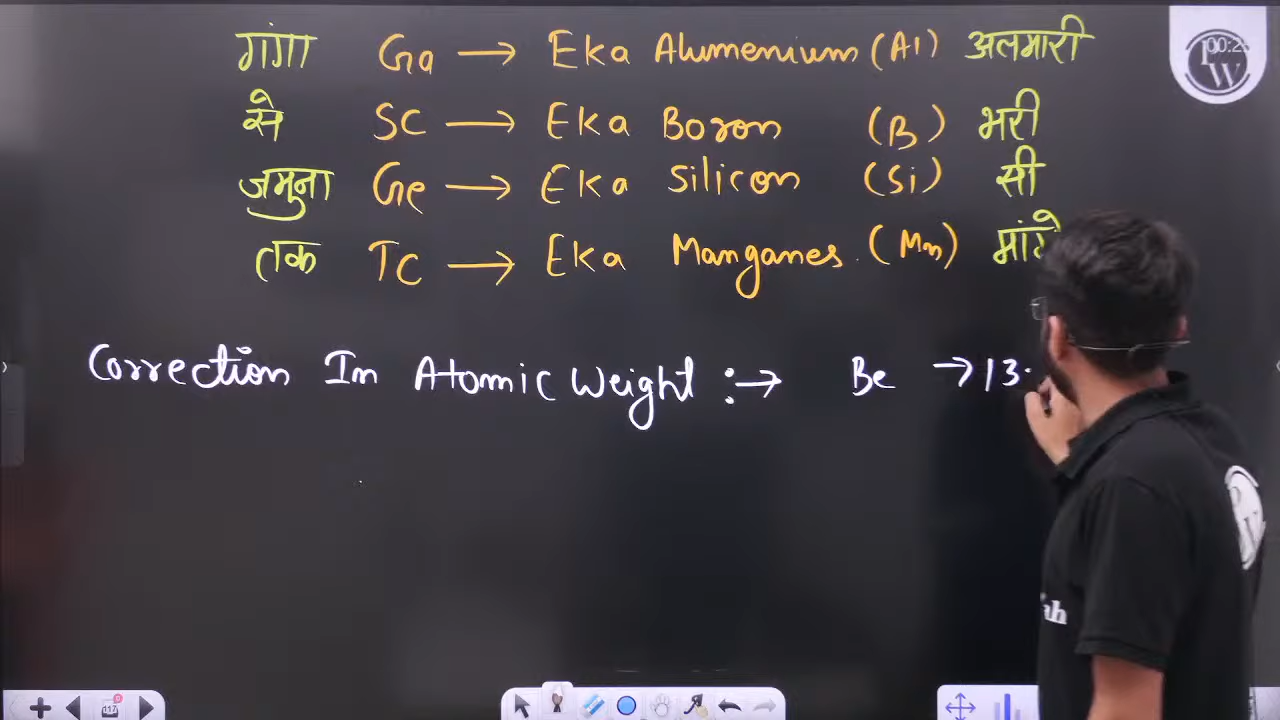 गंगा Ga → Eka Alumenium (Al) अलमारी
से Sc → Eka Boron (B) भरी
जमुना Ge → Eka Silicon (Si) सी
तक Tc → Eka Manganes. (Mn)
Correction In Atomic Weight :→ Be → 13.
117